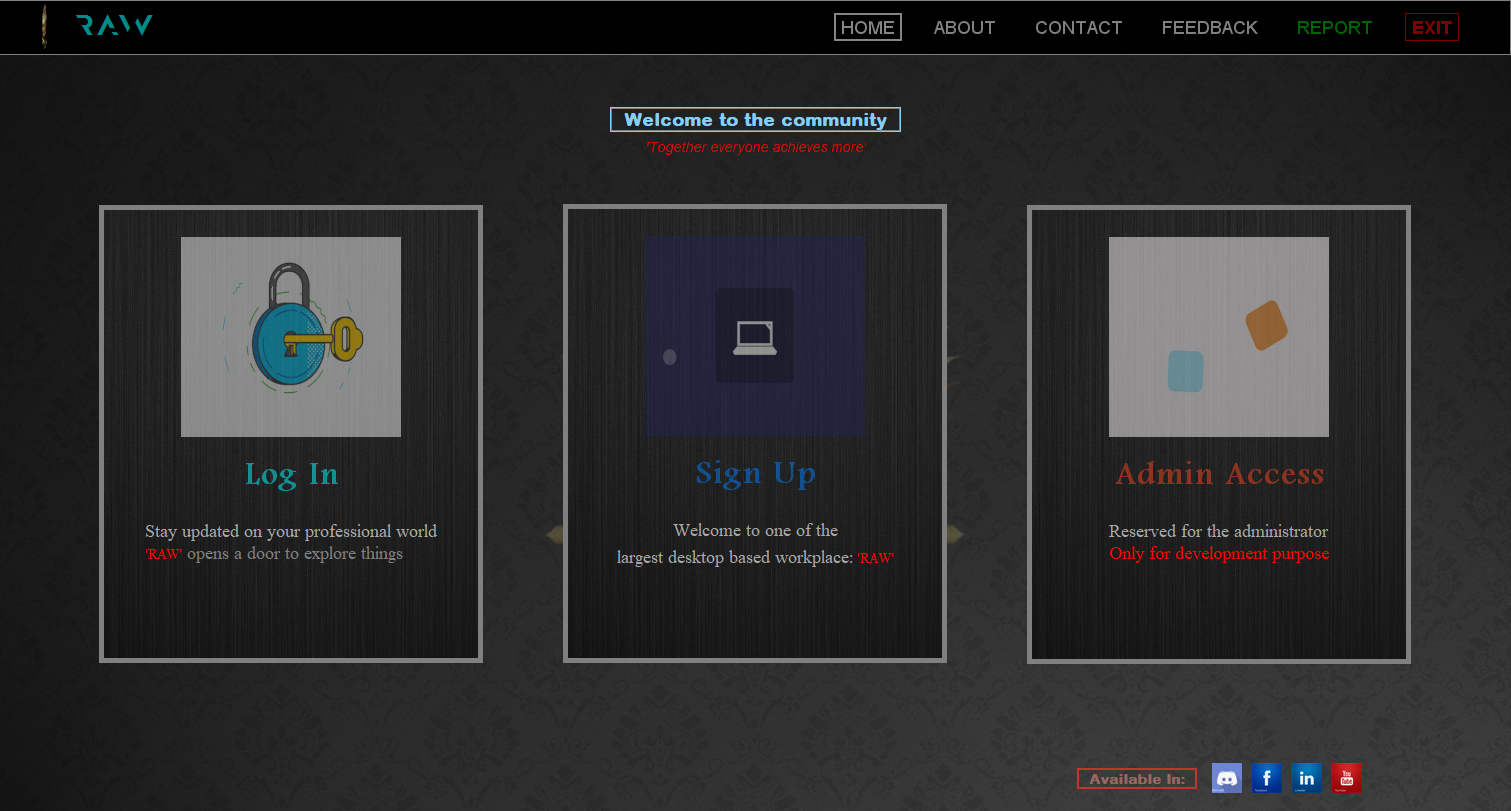 RAW
HOME ABOUT CONTACT FEEDBACK REPORT EXIT
Welcome to the community
'Together everyone achieves more'
Log In
Stay updated on your professional world
'RAW' opens a door to explore things
Sign Up
Welcome to one of the
largest desktop based workplace: 'RAW'
Admin Access
Reserved for the administrator
Only for development purpose
Available In:
f
in
You
Tube